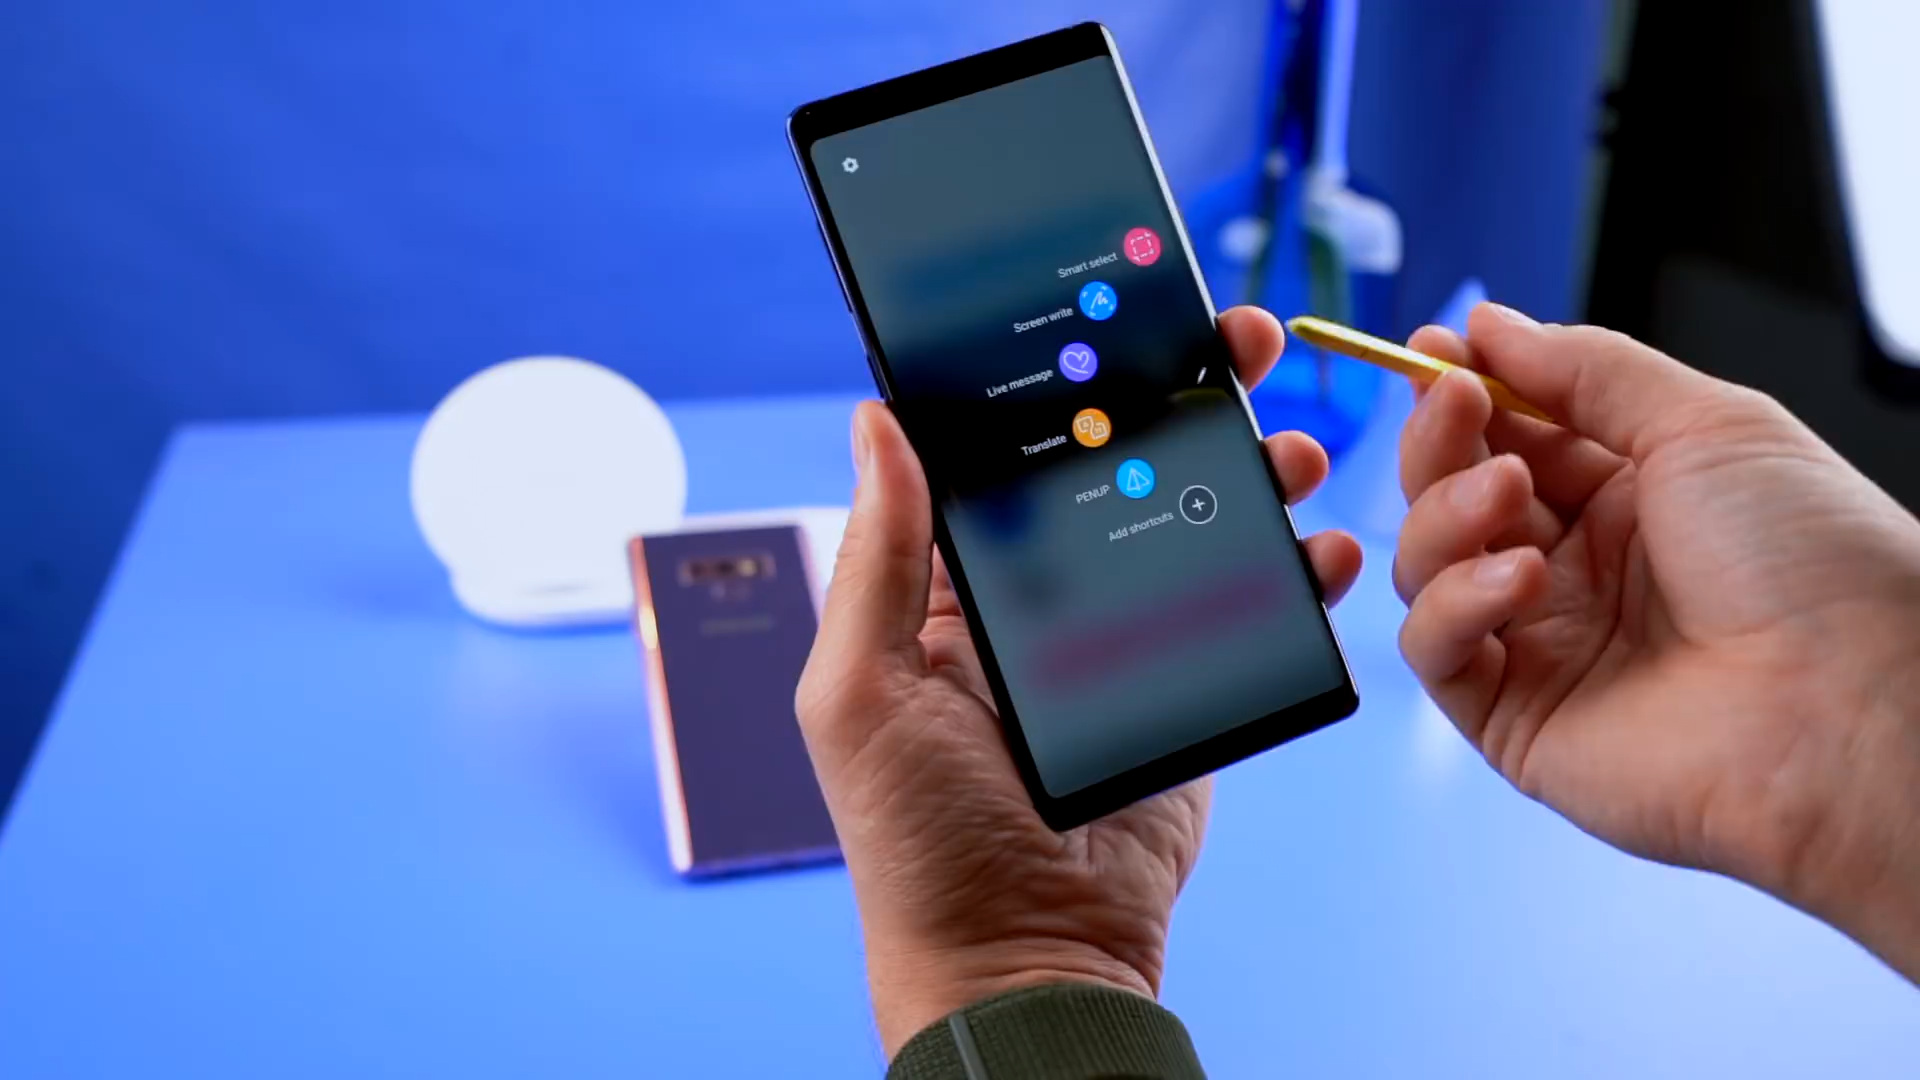 Smart select
Screen write
Live message
Translate
PENUP
Add shortcuts